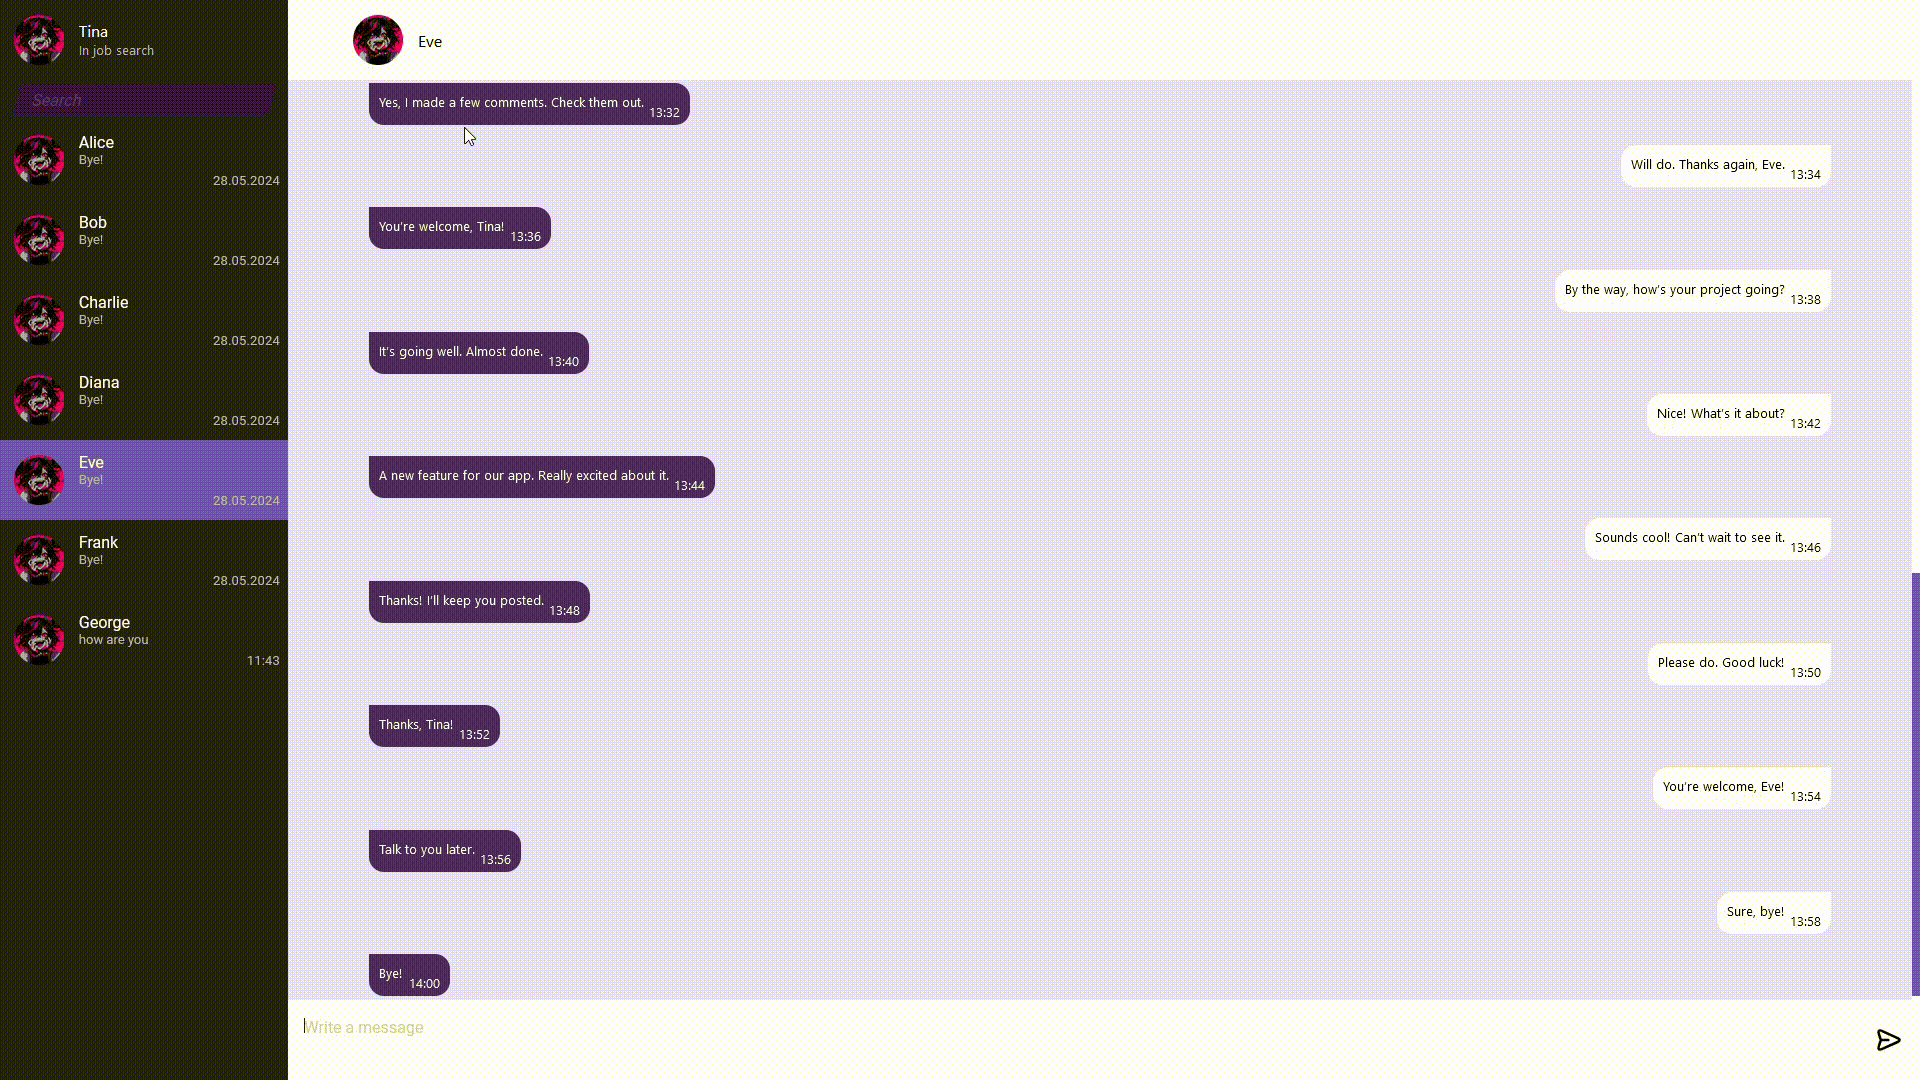 Tina
In job search
Search
Alice
Bye!
28.05.2024
Bob
Bye!
28.05.2024
Charlie
Bye!
28.05.2024
Diana
Bye!
28.05.2024
Eve
Bye!
28.05.2024
Frank
Bye!
28.05.2024
George
how are you
11:43
Eve
Yes, I made a few comments. Check them out. 13:32
Will do. Thanks again, Eve. 13:34
You're welcome, Tina! 13:36
By the way, how's your project going? 13:38
It's going well. Almost done. 13:40
Nice! What's it about? 13:42
A new feature for our app. Really excited about it. 13:44
Sounds cool! Can't wait to see it. 13:46
Thanks! I'll keep you posted. 13:48
Please do. Good luck! 13:50
Thanks, Tina! 13:52
You're welcome, Eve! 13:54
Talk to you later. 13:56
Sure, bye! 13:58
Bye! 14:00
Write a message